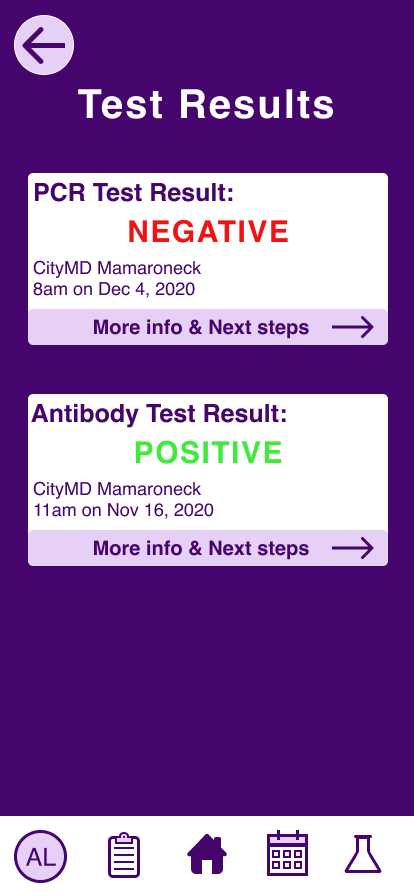 Test Results
PCR Test Result:
NEGATIVE
CityMD Mamaroneck
8am on Dec 4, 2020
More info & Next steps
Antibody Test Result:
POSITIVE
CityMD Mamaroneck
11am on Nov 16, 2020
More info & Next steps
AL